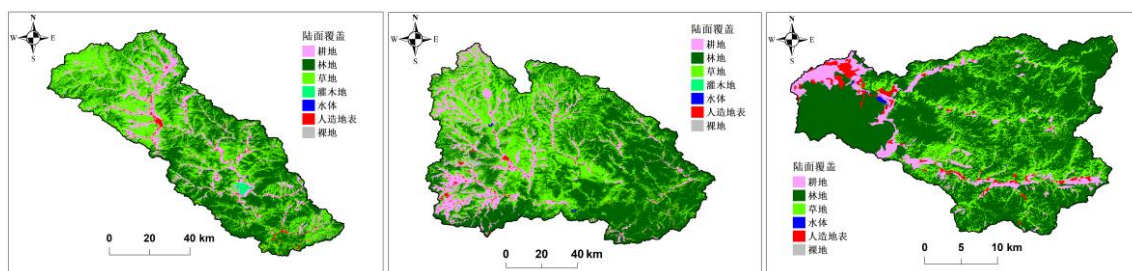 N
W E
S
陆面覆盖
耕地
林地
草地
灌木地
水体
人造地表
裸地
0 20 40 km
N
W E
S
陆面覆盖
耕地
林地
草地
灌木地
水体
人造地表
裸地
0 20 40 km
N
W E
S
陆面覆盖
耕地
林地
草地
水体
人造地表
裸地
0 5 10 km